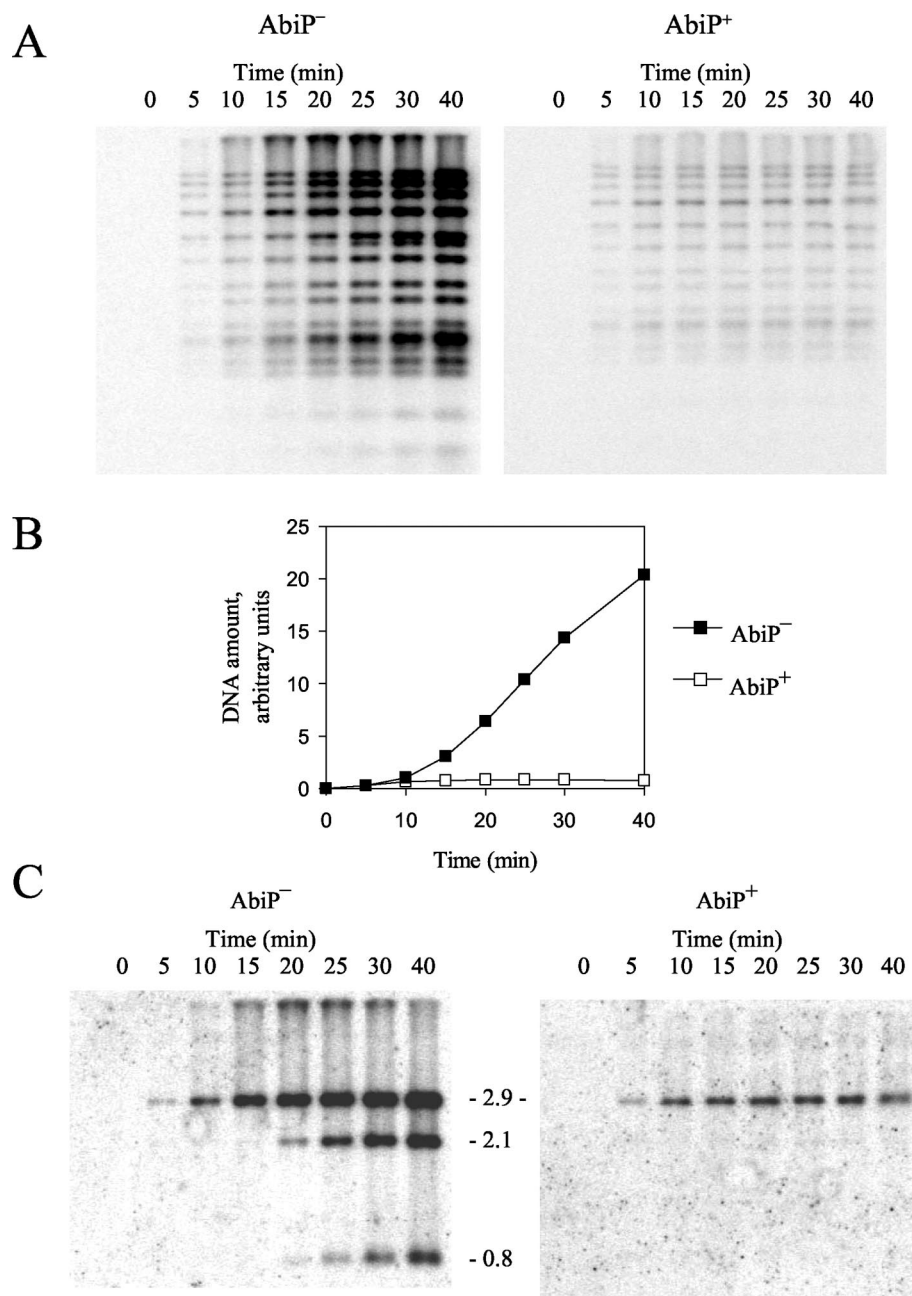 A
AbiP⁻
AbiP⁺
Time (min)
Time (min)
0 5 10 15 20 25 30 40
0 5 10 15 20 25 30 40
B
25
20
15
10
5
0
DNA amount,
arbitrary units
0 10 20 30 40
Time (min)
AbiP⁻
AbiP⁺
C
AbiP⁻
AbiP⁺
Time (min)
Time (min)
0 5 10 15 20 25 30 40
0 5 10 15 20 25 30 40
- 2.9 -
- 2.1
- 0.8